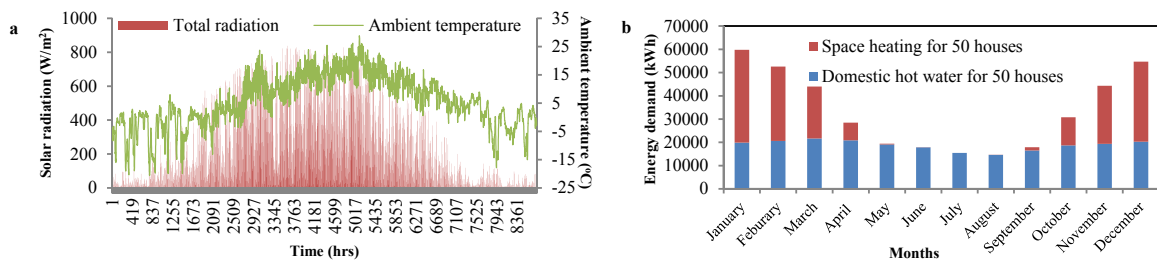 a
Total radiation
Ambient temperature
Solar radiation (W/m²)
1000
800
600
400
200
0
35
25
15
5
-5
-15
-25
Ambient temperature (ºC)
1
419
837
1255
1673
2091
2509
2927
3345
3763
4181
4599
5017
5435
5853
6271
6689
7107
7525
7943
8361
Time (hrs)
b
Energy demand (kWh)
70000
60000
50000
40000
30000
20000
10000
0
Space heating for 50 houses
Domestic hot water for 50 houses
January
Feburary
March
April
May
June
July
August
September
October
November
December
Months